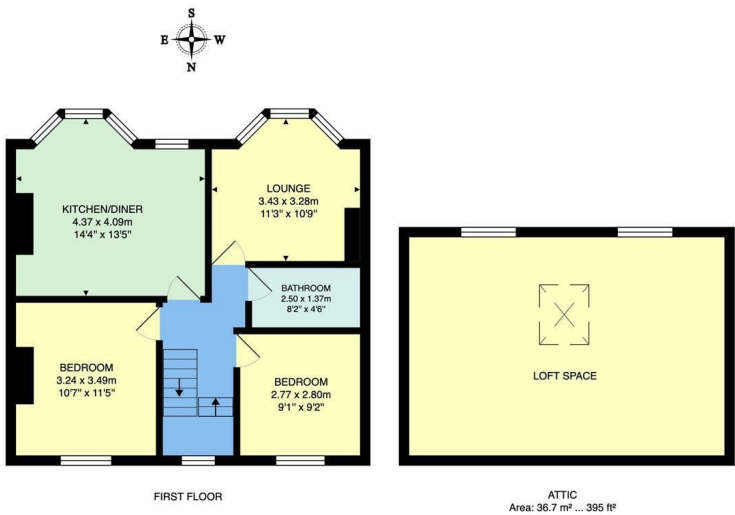 S
E W
N
KITCHEN/DINER
4.37 x 4.09m
14'4" x 13'5"
LOUNGE
3.43 x 3.28m
11'3" x 10'9"
BATHROOM
2.50 x 1.37m
8'2" x 4'6"
BEDROOM
3.24 x 3.49m
10'7" x 11'5"
BEDROOM
2.77 x 2.80m
9'1" x 9'2"
LOFT SPACE
FIRST FLOOR
ATTIC
Area: 36.7 m² ... 395 ft²